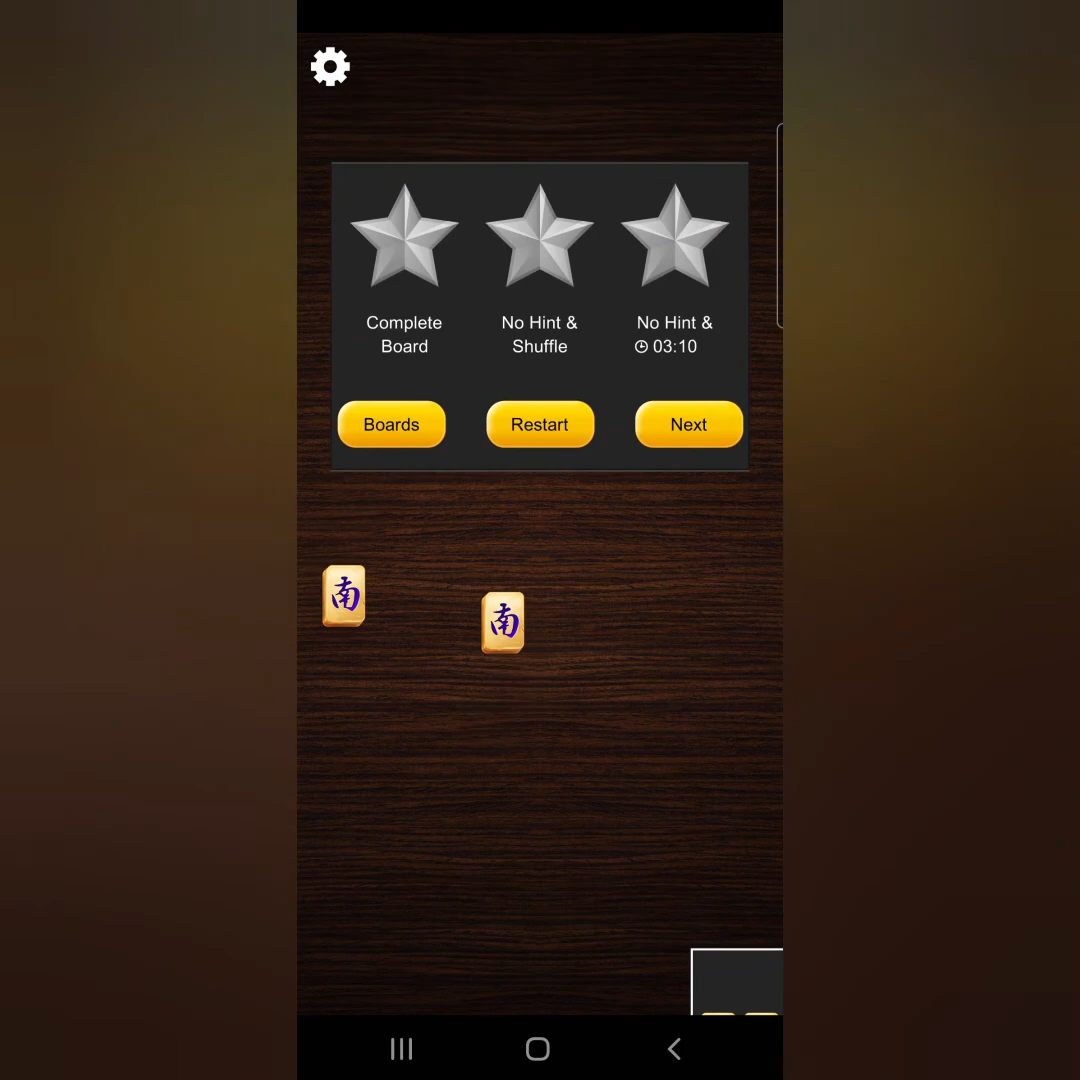 Complete
Board
No Hint &
Shuffle
No Hint &
03:10
Boards
Restart
Next
南
南